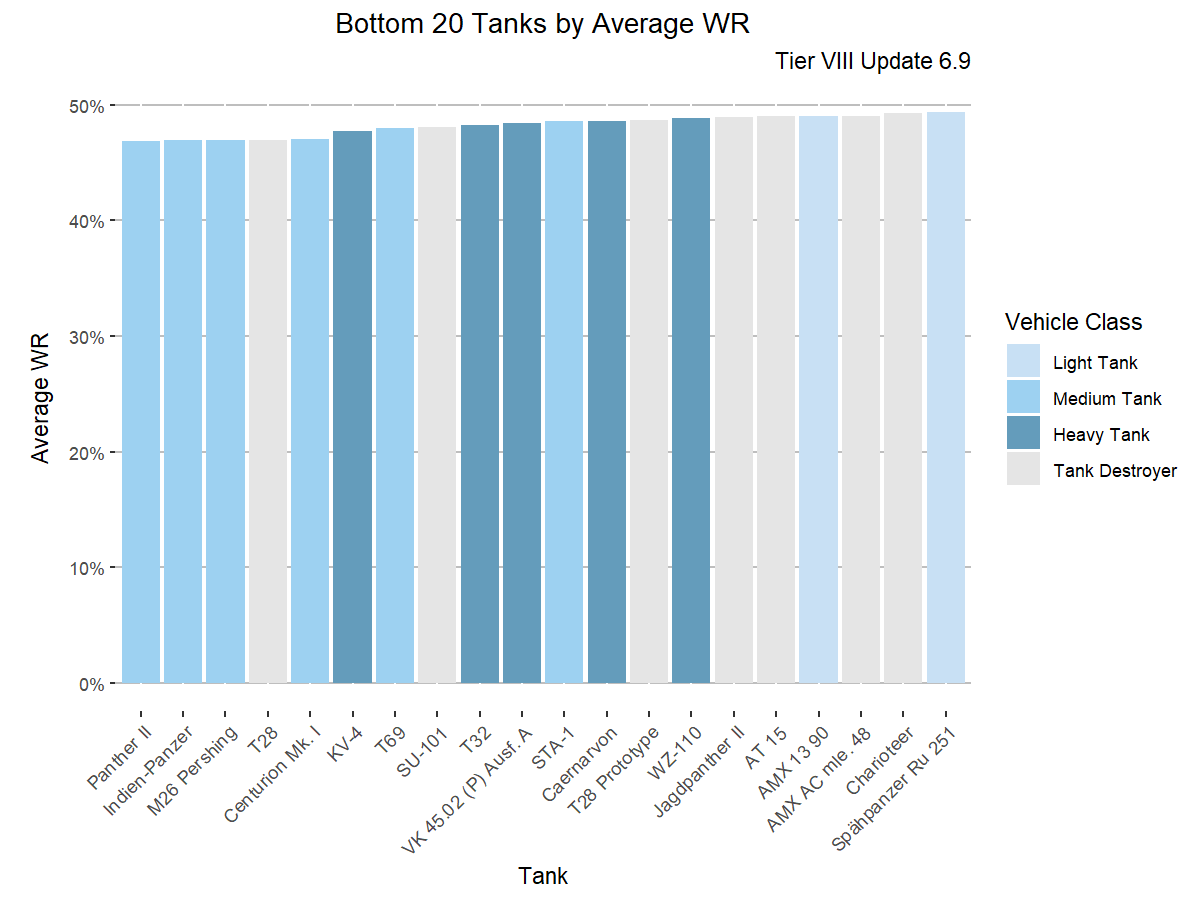 Bottom 20 Tanks by Average WR
Tier VIII Update 6.9
Average WR
50%
40%
30%
20%
10%
0%
Panther II
Indien-Panzer
M26 Pershing
T28
Centurion Mk. I
KV-4
T69
SU-101
T32
VK 45.02 (P) Ausf. A
STA-1
Caernarvon
T28 Prototype
WZ-110
Jagdpanther II
AT 15
AMX 13 90
AMX AC mle. 48
Charioteer
Spähpanzer Ru 251
Tank
Vehicle Class
Light Tank
Medium Tank
Heavy Tank
Tank Destroyer